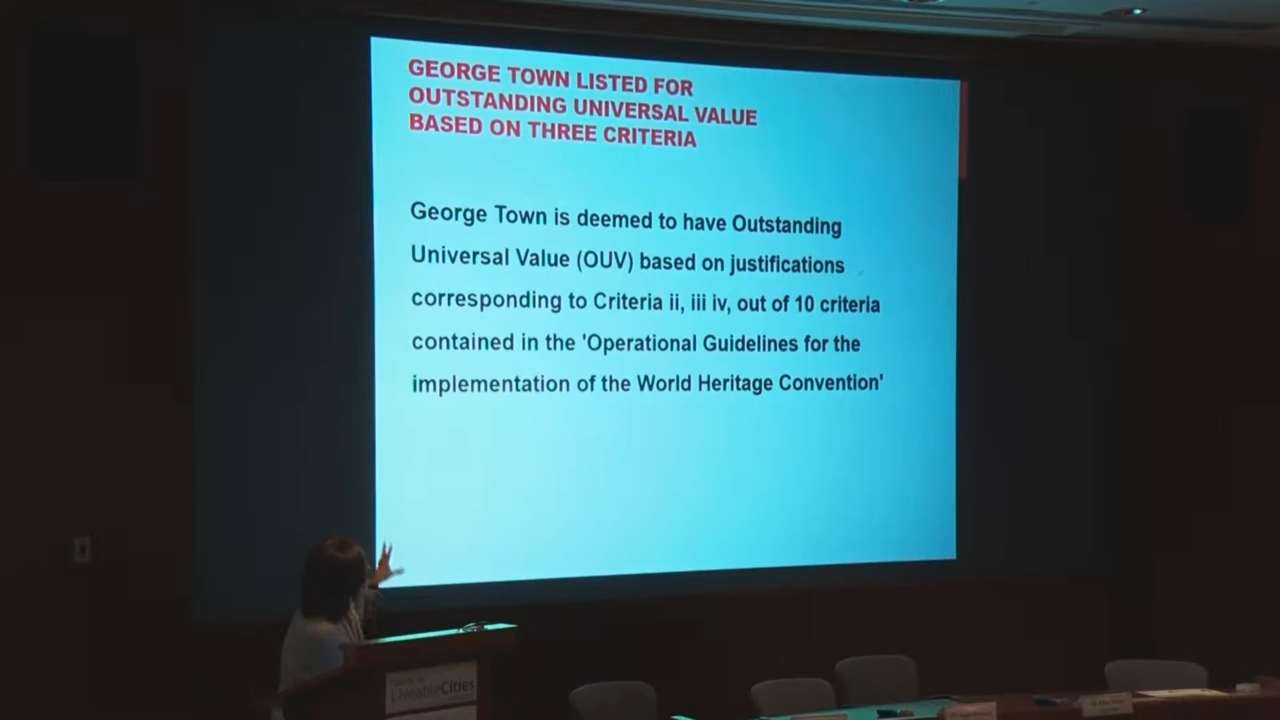 GEORGE TOWN LISTED FOR
OUTSTANDING UNIVERSAL VALUE
BASED ON THREE CRITERIA
George Town is deemed to have Outstanding
Universal Value (OUV) based on justifications
corresponding to Criteria ii, iii iv, out of 10 criteria
contained in the 'Operational Guidelines for the
implementation of the World Heritage Convention'
LiveableCities